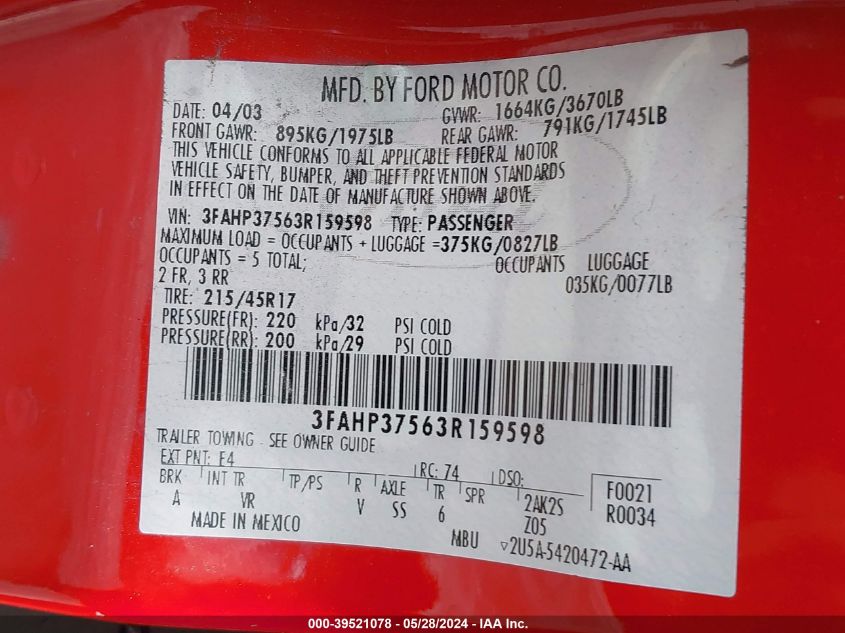 MFD. BY FORD MOTOR CO.
DATE: 04/03 GVWR: 1664KG/3670LB
FRONT GAWR: 895KG/1975LB REAR GAWR: 791KG/1745LB
THIS VEHICLE CONFORMS TO ALL APPLICABLE FEDERAL MOTOR
VEHICLE SAFETY, BUMPER, AND THEFT PREVENTION STANDARDS
IN EFFECT ON THE DATE OF MANUFACTURE SHOWN ABOVE.
VIN: 3FAHP37563R159598 TYPE: PASSENGER
MAXIMUM LOAD = OCCUPANTS + LUGGAGE =375KG/0827LB
OCCUPANTS = 5 TOTAL; OCCUPANTS LUGGAGE
2 FR, 3 RR 035KG/0077LB
TIRE: 215/45R17
PRESSURE(FR): 220 kPa/32 PSI COLD
PRESSURE(RR): 200 kPa/29 PSI COLD
3FAHP37563R159598
TRAILER TOWING - SEE OWNER GUIDE
EXT PNT: E4 RC: 74 DSO:
BRK INT TR TP/PS R AXLE TR SPR 2AK2S F0021
A VR V SS 6 Z05 R0034
MADE IN MEXICO MBU 2U5A-5420472-AA
000-39521078 - 05/28/2024 - IAA Inc.